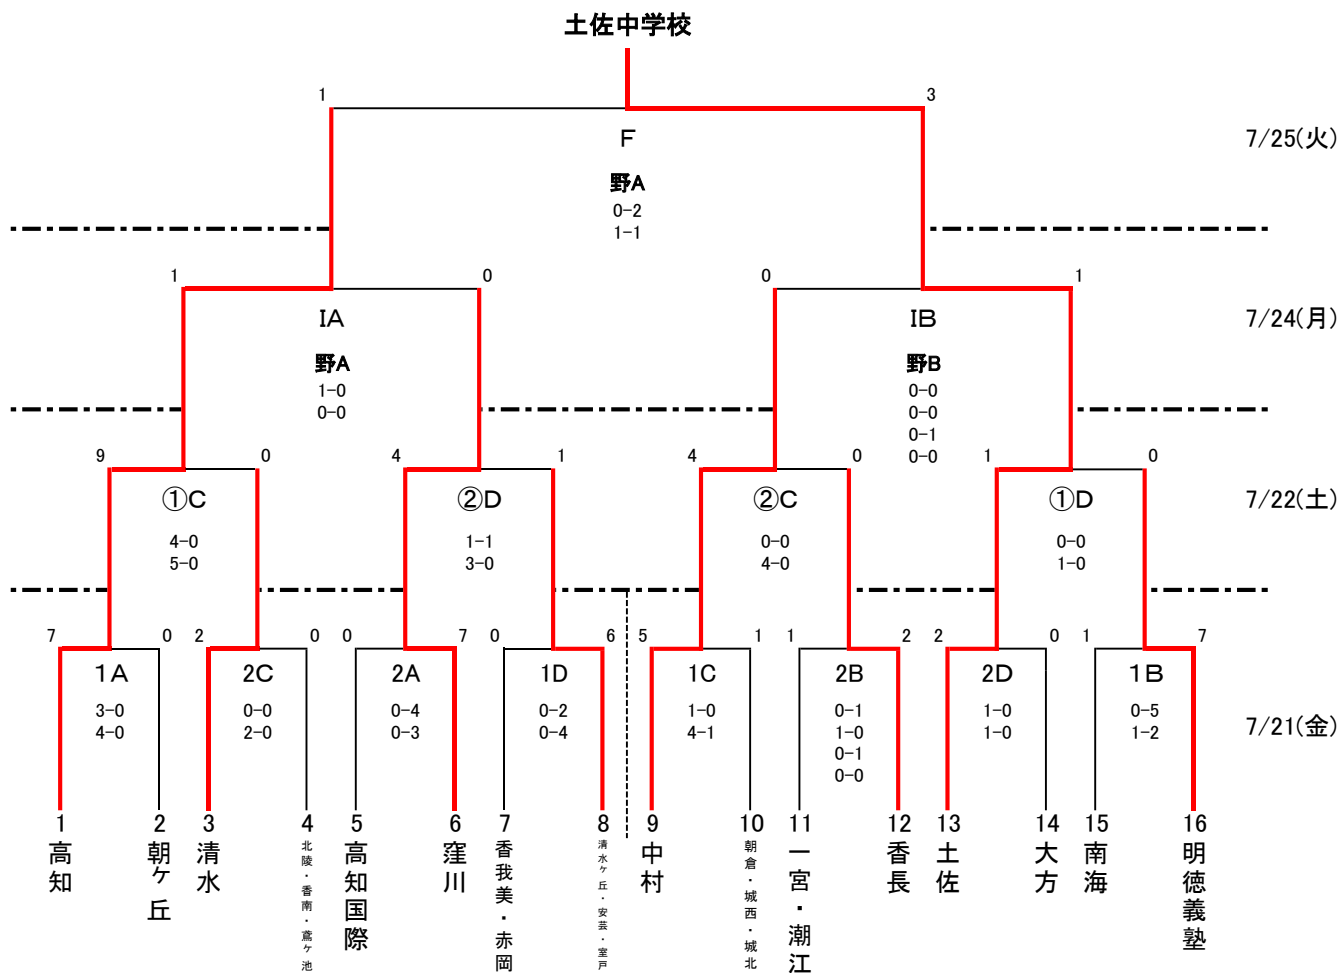 土佐中学校
1
3
F
7/25(火)
野A
0-2
1-1
1
0
0
1
IA
IB
7/24(月)
野A
野B
1-0
0-0
0-0
0-0
0-1
0-0
9
0
4
1
4
0
1
0
①C
②D
②C
①D
7/22(土)
4-0
5-0
1-1
3-0
0-0
4-0
0-0
1-0
7
0
2
0
0
7
0
6
5
1
1
2
2
0
1
7
1A
2C
2A
1D
1C
2B
2D
1B
3-0
4-0
0-0
2-0
0-4
0-3
0-2
0-4
1-0
4-1
0-1
1-0
0-1
0-0
1-0
1-0
0-5
1-2
7/21(金)
1
高知
2
朝ケ丘
3
清水
4
北陵・香南・鳶ケ池
5
高知国際
6
窪川
7
香我美・赤岡
8
清水ケ丘・安芸・室戸
9
中村
10
朝倉・城西・城北
11
一宮・潮江
12
香長
13
土佐
14
大方
15
南海
16
明徳義塾